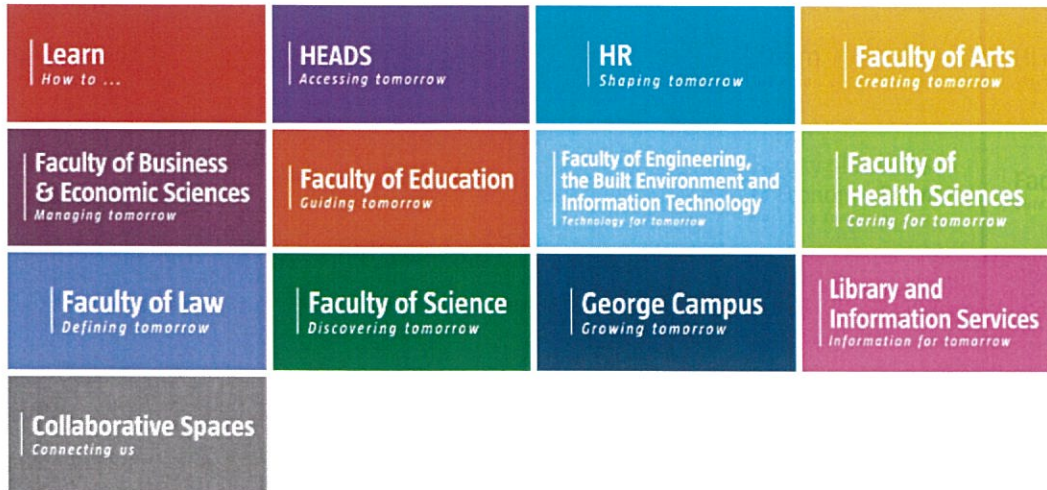 Learn
How to ...
HEADS
Accessing tomorrow
HR
Shaping tomorrow
Faculty of Arts
Creating tomorrow
Faculty of Business
& Economic Sciences
Managing tomorrow
Faculty of Education
Guiding tomorrow
Faculty of Engineering,
the Built Environment and
Information Technology
Technology for tomorrow
Faculty of
Health Sciences
Caring for tomorrow
Faculty of Law
Defining tomorrow
Faculty of Science
Discovering tomorrow
George Campus
Growing tomorrow
Library and
Information Services
Information for tomorrow
Collaborative Spaces
Connecting us